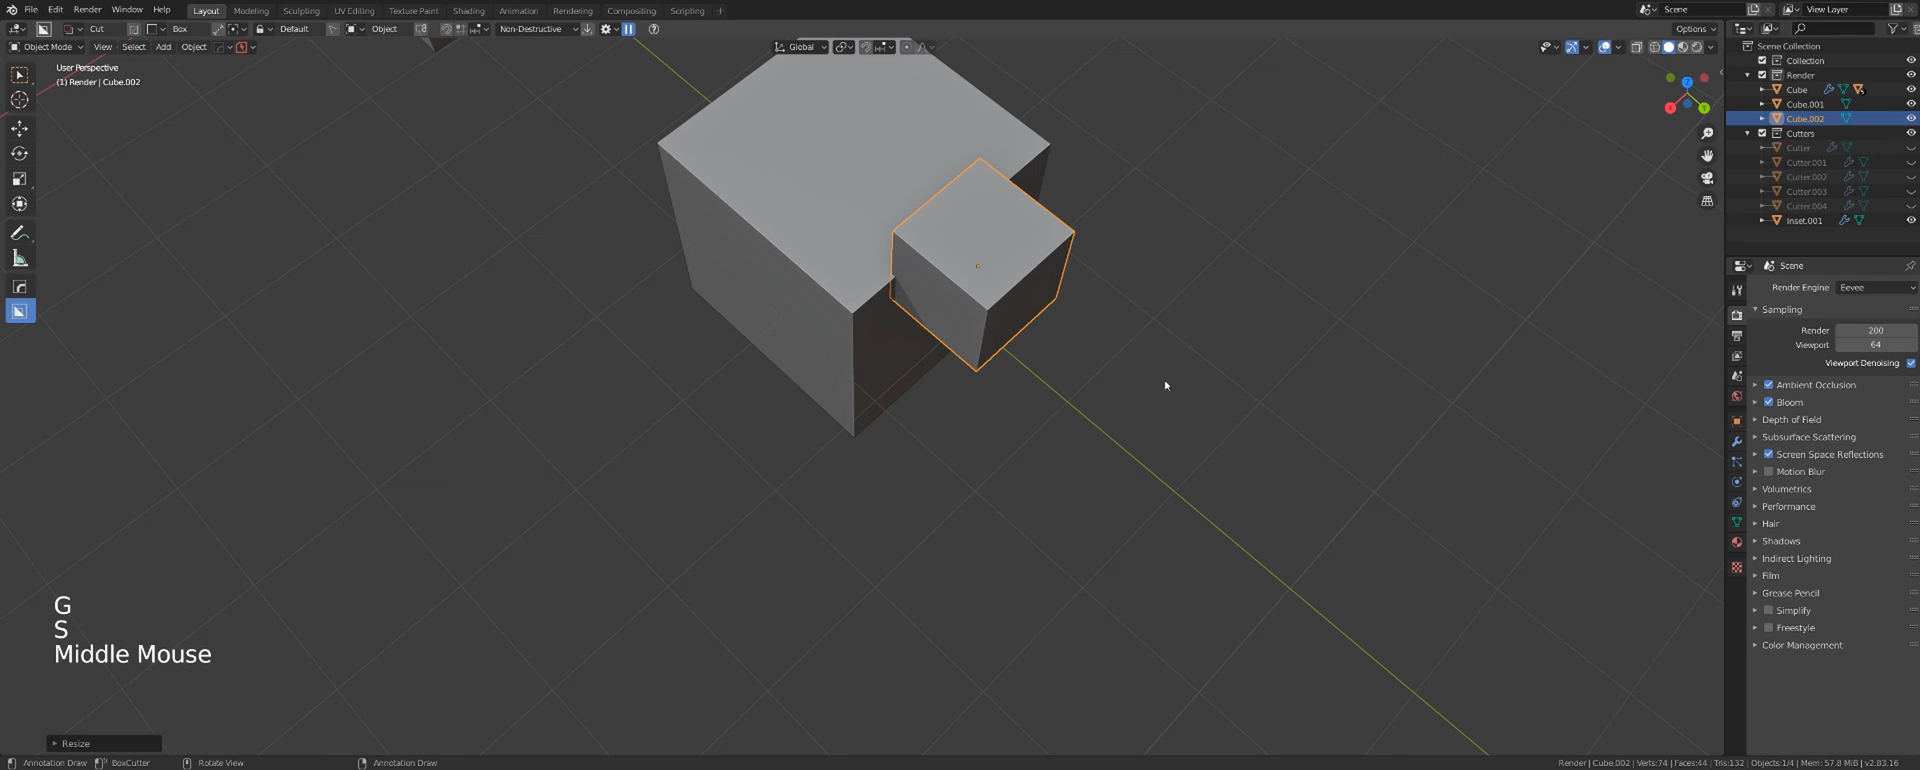 File Edit Render Window Help Layout Modeling Sculpting UV Editing Texture Paint Shading Animation Rendering Compositing Scripting + Scene View Layer
Cut Box Default Object Non-Destructive Options
Object Mode View Select Add Object Global
User Perspective
(1) Render | Cube.002
Scene Collection
Collection
Render
Cube
Cube.001
Cube.002
Cutters
Cutter
Cutter.001
Cutter.002
Cutter.003
Cutter.004
Inset.001
Scene
Render Engine Eevee
Sampling
Render 200
Viewport 64
Viewport Denoising
Ambient Occlusion
Bloom
Depth of Field
Subsurface Scattering
Screen Space Reflections
Motion Blur
Volumetrics
Performance
Hair
Shadows
Indirect Lighting
Film
Grease Pencil
Simplify
Freestyle
Color Management
G
S
Middle Mouse
Resize
Annotation Draw BoxCutter Rotate View Annotation Draw Render | Cube.002 | Verts:74 | Faces:44 | Tris:132 | Objects:1/4 | Mem: 57.8 MiB | v2.83.16